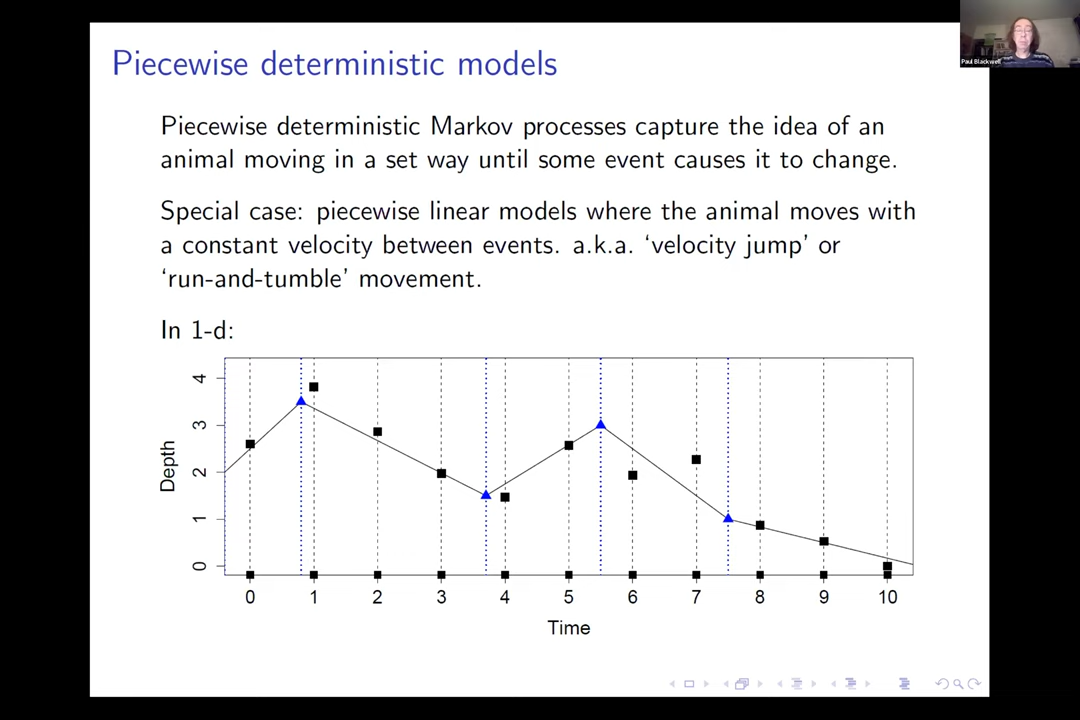 Paul Blackwell
Piecewise deterministic models
Piecewise deterministic Markov processes capture the idea of an
animal moving in a set way until some event causes it to change.
Special case: piecewise linear models where the animal moves with
a constant velocity between events. a.k.a. ‘velocity jump’ or
‘run-and-tumble’ movement.
In 1-d:
4
3
2
1
0
Depth
0 1 2 3 4 5 6 7 8 9 10
Time